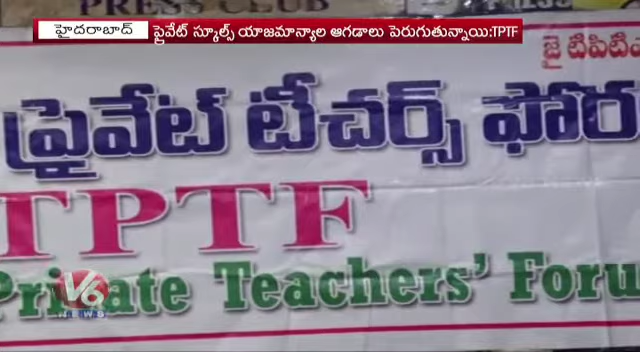 PRESS CLUB
హైదరాబాద్ ప్రైవేట్ స్కూల్స్ యాజమాన్యాల ఆగడాలు పెరుగుతున్నాయి:TPTF
జై టిపిటి
ప్రైవేట్ టీచర్స్ ఫోర
TPTF
Private Teachers' Foru
V6
NEWS